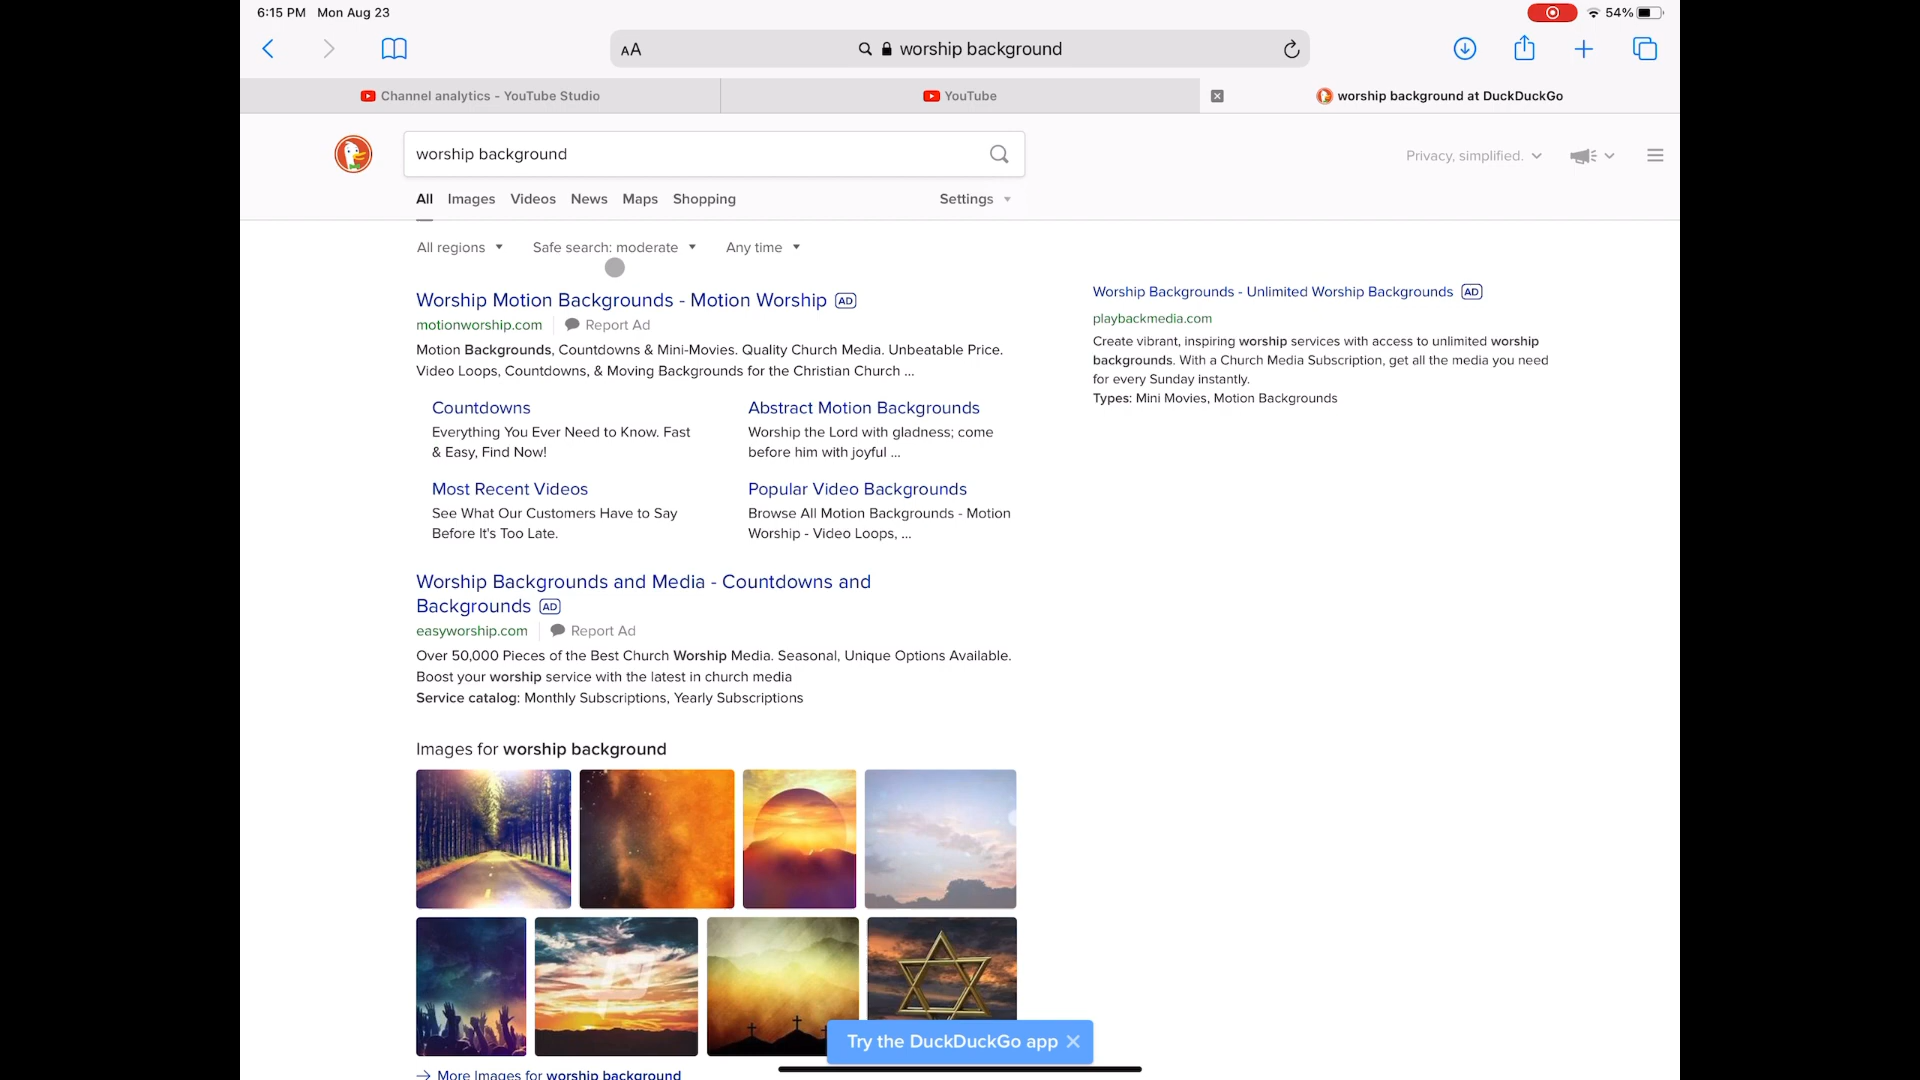 6:15 PM Mon Aug 23
54%
AA
worship background
Channel analytics - YouTube Studio
YouTube
worship background at DuckDuckGo
worship background
Privacy, simplified.
All Images Videos News Maps Shopping
Settings
All regions
Safe search: moderate
Any time
Worship Motion Backgrounds - Motion Worship AD
motionworship.com
Report Ad
Motion Backgrounds, Countdowns & Mini-Movies. Quality Church Media. Unbeatable Price.
Video Loops, Countdowns, & Moving Backgrounds for the Christian Church ...
Countdowns
Everything You Ever Need to Know. Fast
& Easy, Find Now!
Abstract Motion Backgrounds
Worship the Lord with gladness; come
before him with joyful ...
Most Recent Videos
See What Our Customers Have to Say
Before It's Too Late.
Popular Video Backgrounds
Browse All Motion Backgrounds - Motion
Worship - Video Loops, ...
Worship Backgrounds and Media - Countdowns and
Backgrounds AD
easyworship.com
Report Ad
Over 50,000 Pieces of the Best Church Worship Media. Seasonal, Unique Options Available.
Boost your worship service with the latest in church media
Service catalog: Monthly Subscriptions, Yearly Subscriptions
Images for worship background
More Images for worship background
Worship Backgrounds - Unlimited Worship Backgrounds AD
playbackmedia.com
Create vibrant, inspiring worship services with access to unlimited worship
backgrounds. With a Church Media Subscription, get all the media you need
for every Sunday instantly.
Types: Mini Movies, Motion Backgrounds
Try the DuckDuckGo app